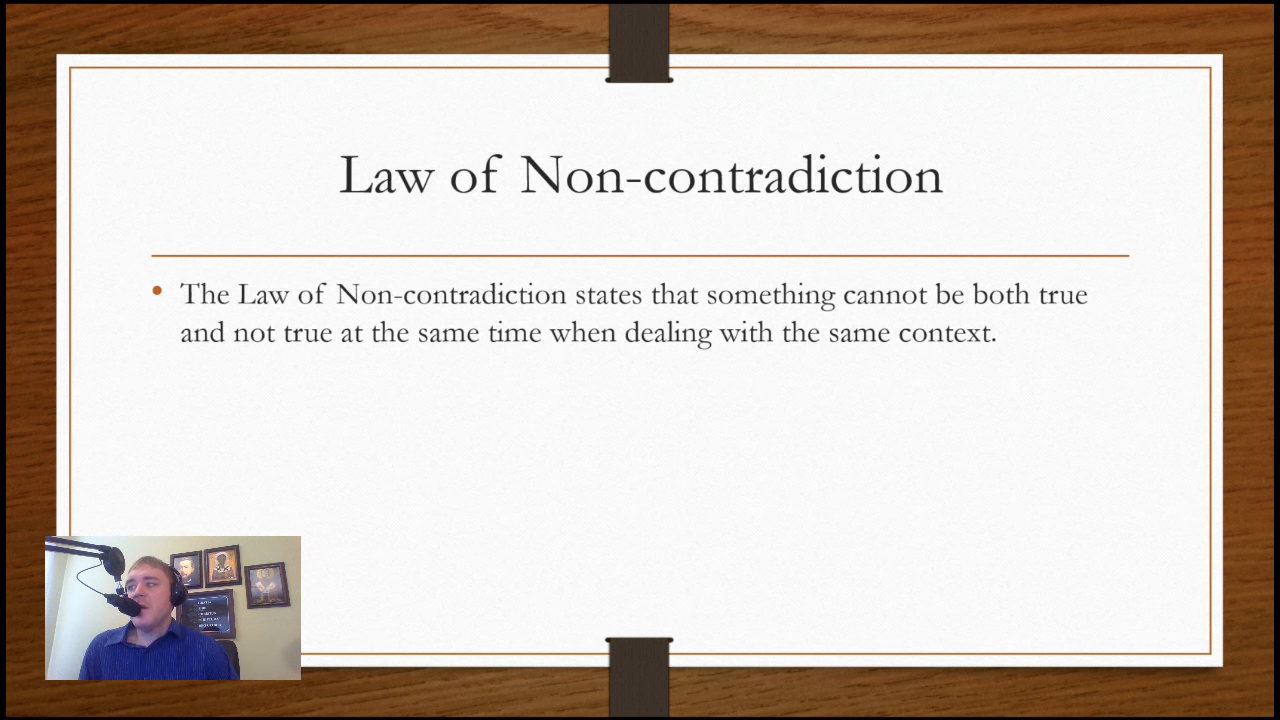 Law of Non-contradiction
• The Law of Non-contradiction states that something cannot be both true
and not true at the same time when dealing with the same context.